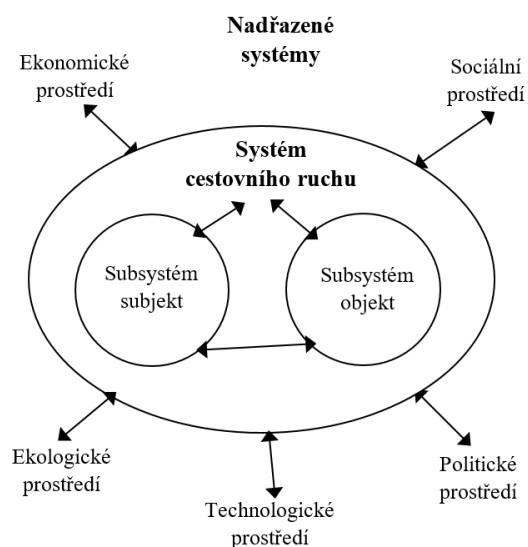 Nadřazené
systémy
Ekonomické
prostředí
Sociální
prostředí
Systém
cestovního ruchu
Subsystém
subjekt
Subsystém
objekt
Ekologické
prostředí
Technologické
prostředí
Politické
prostředí